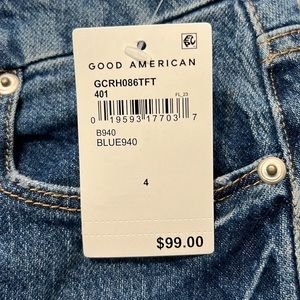 GOOD AMERICAN
GCRH086TFT
401
FL_23
0 19593 17703 7
B940
BLUE940
4
$99.00